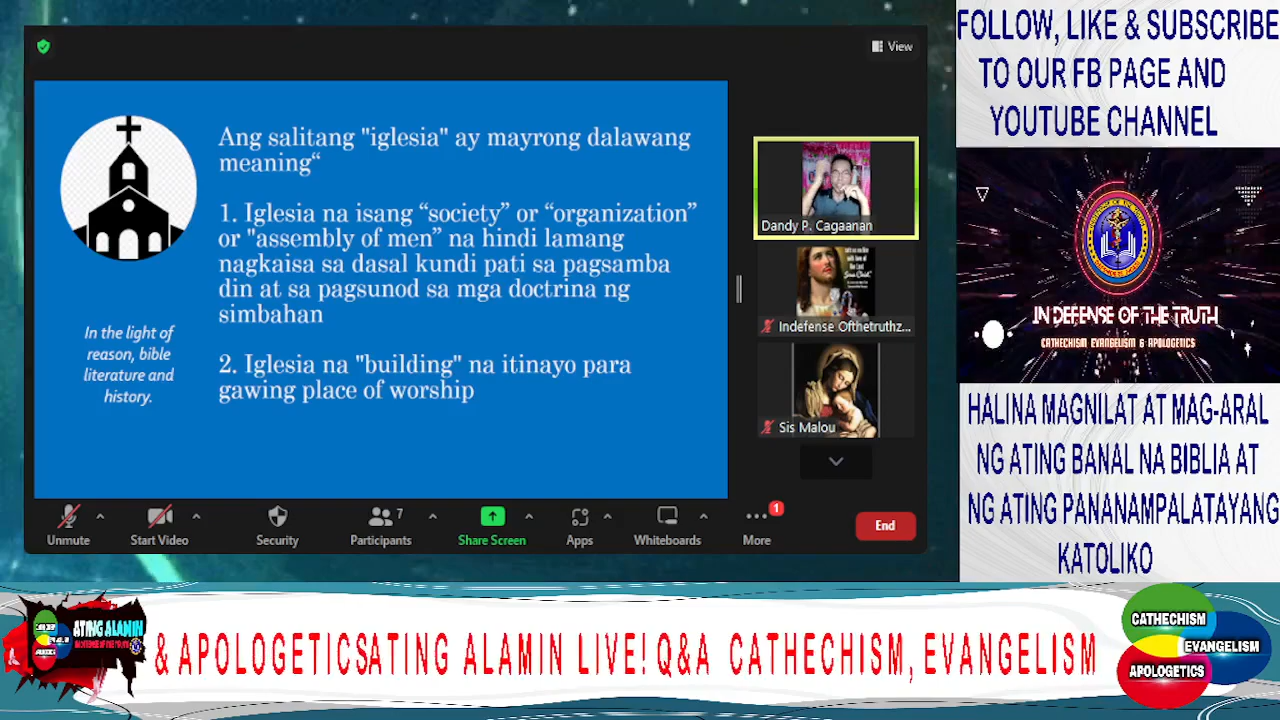 View
Ang salitang "iglesia" ay mayrong dalawang
meaning“
1. Iglesia na isang “society” or “organization”
or "assembly of men” na hindi lamang
nagkaisa sa dasal kundi pati sa pagsamba
din at sa pagsunod sa mga doctrina ng
simbahan
2. Iglesia na "building" na itinayo para
gawing place of worship
In the light of
reason, bible
literature and
history.
Dandy P. Cagaanan
Indefense Ofthetruthz...
Sis Malou
Unmute
Start Video
Security
7
Participants
Share Screen
Apps
Whiteboards
1
More
End
FOLLOW, LIKE & SUBSCRIBE
TO OUR FB PAGE AND
YOUTUBE CHANNEL
IN DEFENSE OF THE TRUTH
CATECHISM EVANGELISM & APOLOGETICS
HALINA MAGNILAT AT MAG-ARAL
NG ATING BANAL NA BIBLIA AT
NG ATING PANANAMPALATAYANG
KATOLIKO
ATING ALAMIN
& APOLOGETICSATING ALAMIN LIVE! Q&A CATHECHISM, EVANGELISM
CATHECHISM
EVANGELISM
APOLOGETICS